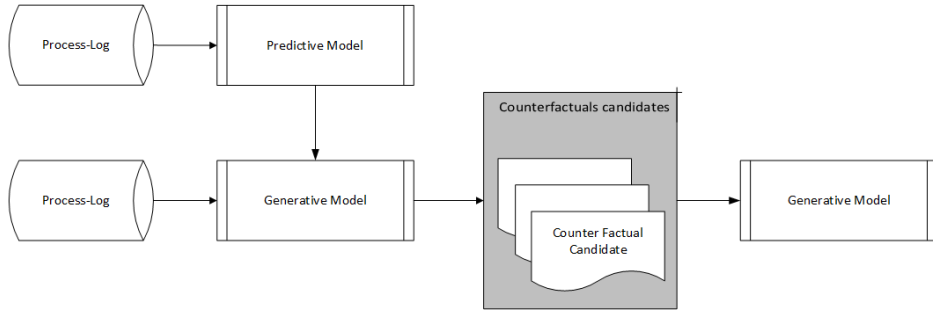 Process-Log
Predictive Model
Counterfactuals candidates
Process-Log
Generative Model
Counter Factual
Candidate
Generative Model